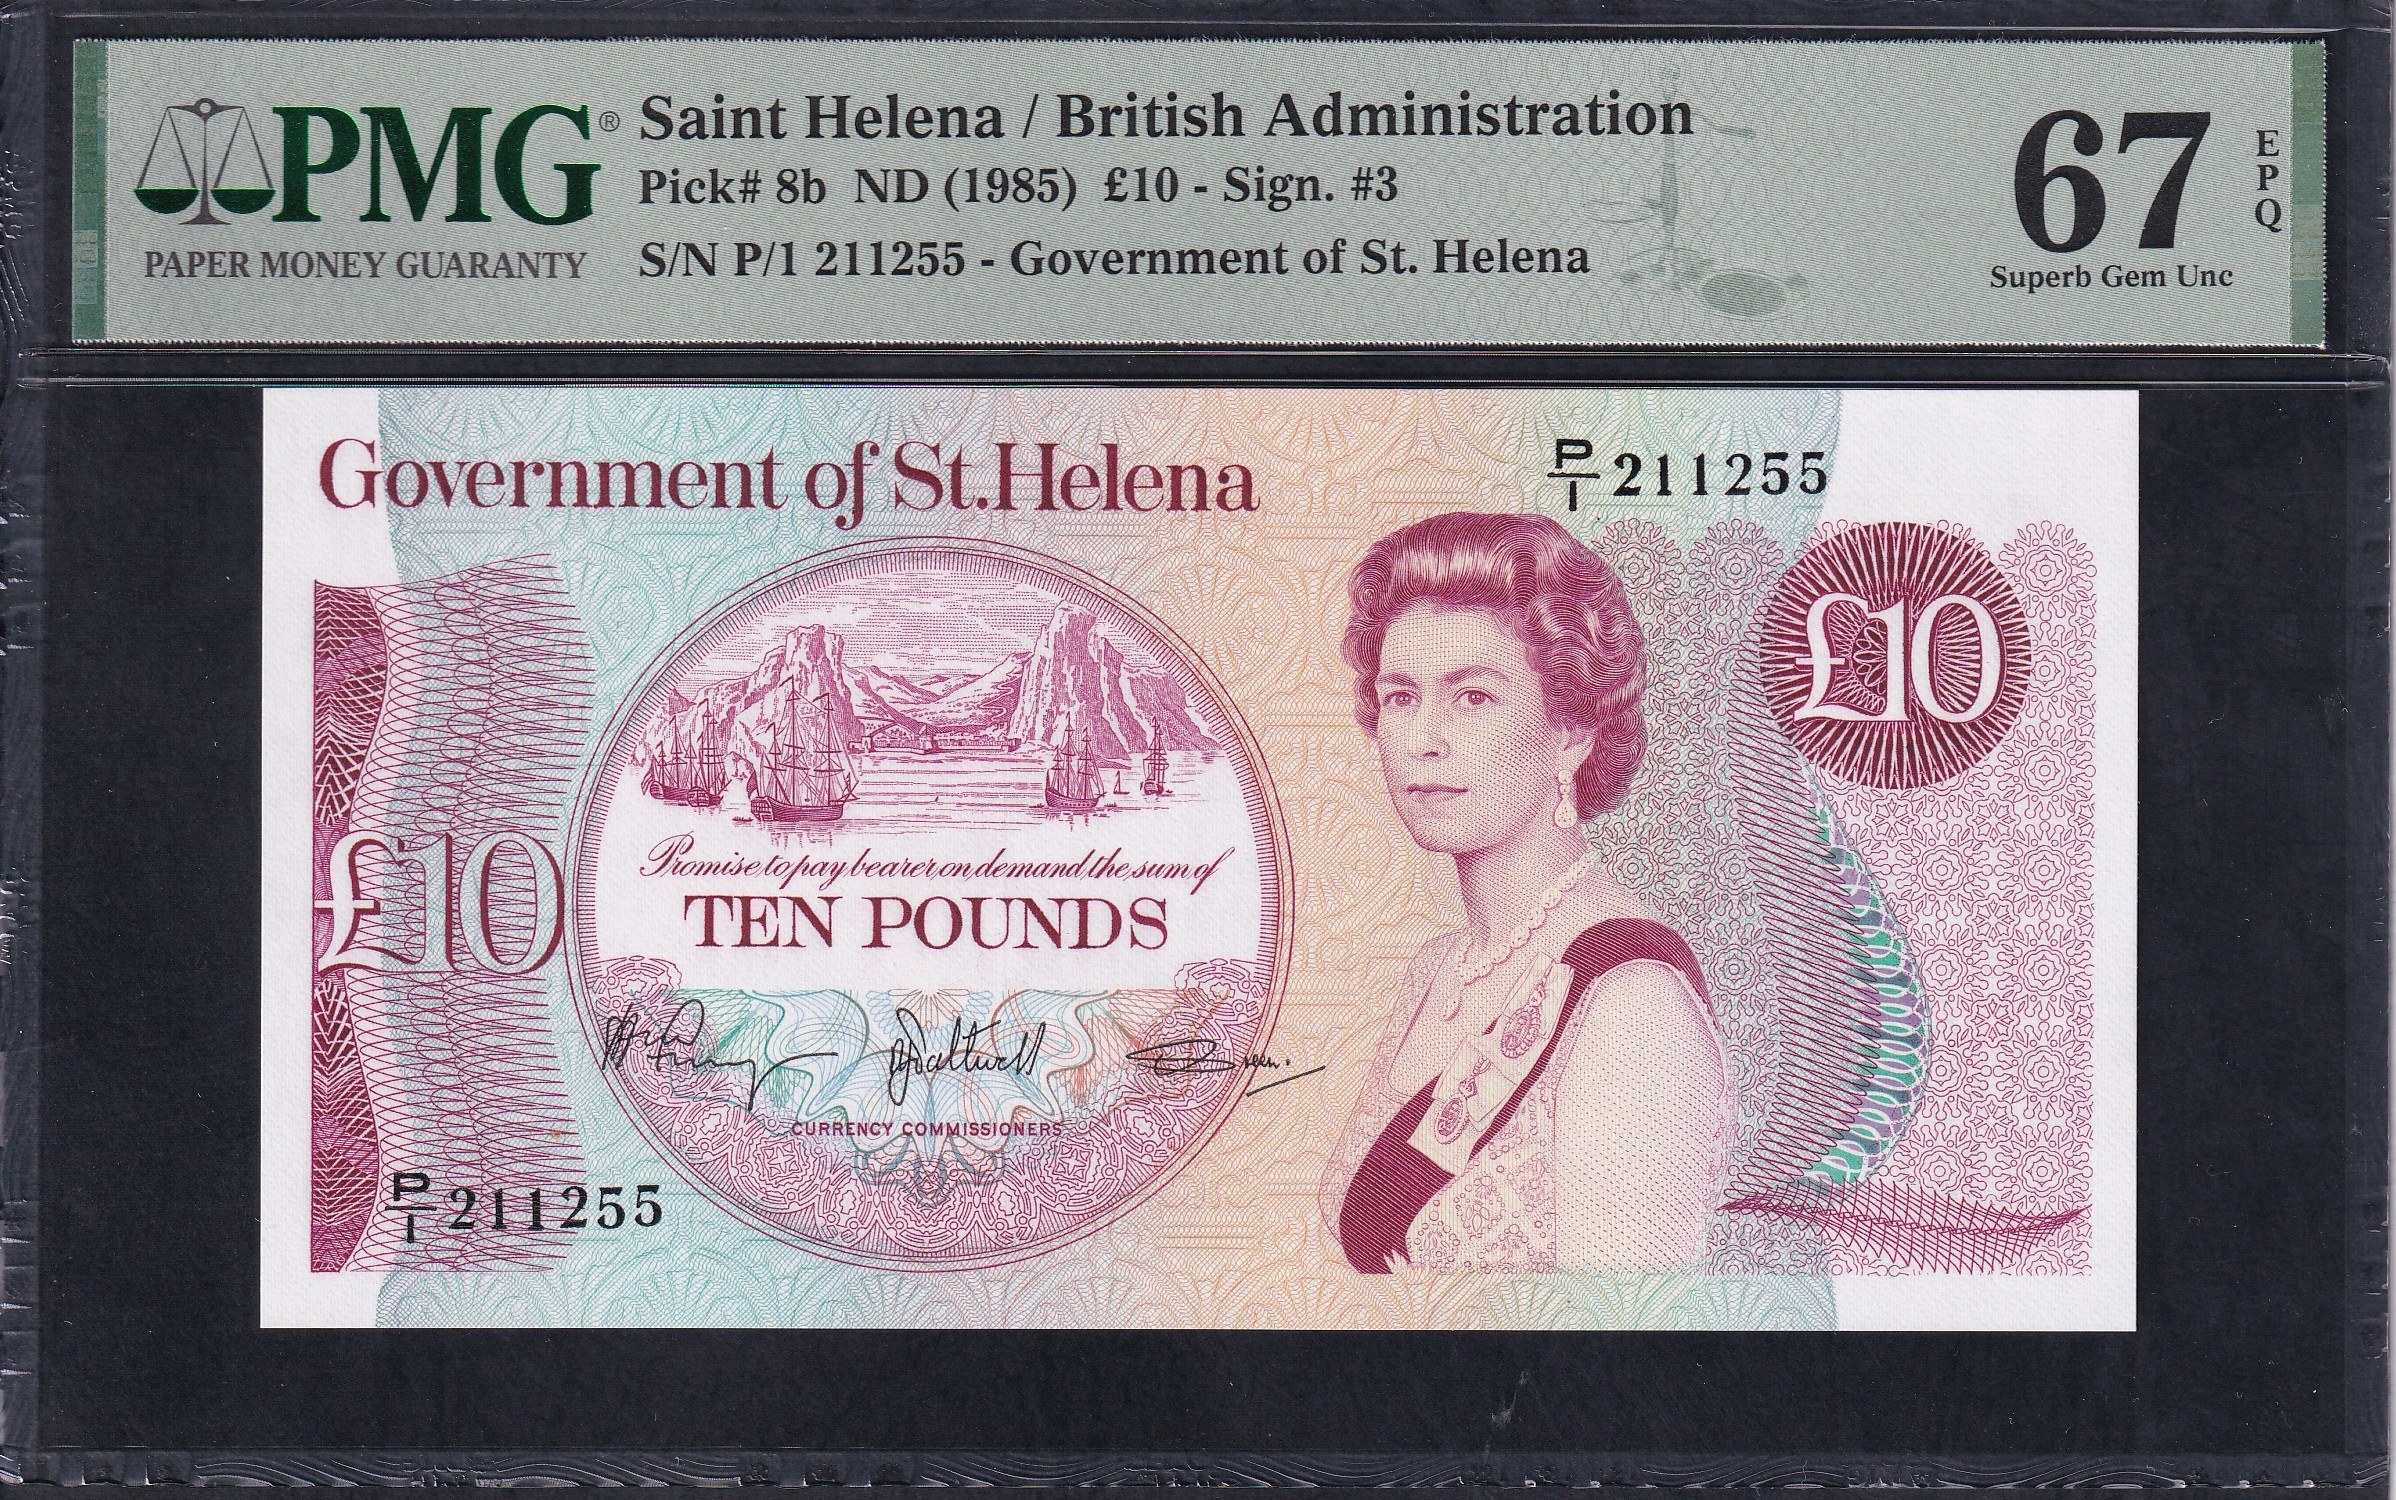 PMG®
PAPER MONEY GUARANTY
Saint Helena / British Administration
Pick# 8b ND (1985) £10 - Sign. #3
S/N P/1 211255 - Government of St. Helena
67
EPQ
Superb Gem Unc
Government of St.Helena
P/1 211255
£10
£10
Promise to pay bearer on demand the sum of
TEN POUNDS
CURRENCY COMMISSIONERS
P/1 211255